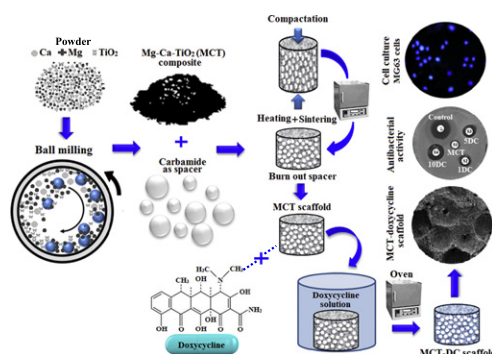 Powder
Ca Mg TiO2
Ball milling
Mg-Ca-TiO2 (MCT)
composite
+
Carbamide
as spacer
Compactation
Heating+Sintering
Burn out spacer
MCT scaffold
+
H3C
CH3
CH3
OH
N
OH
NH2
OH
OH
O
OH
O
O
Doxycycline
Doxycycline
solution
Oven
MCT-DC scaffold
MCT-doxycycline
scaffold
Antibacterial
activity
Control
5DC
MCT
10DC
1DC
Cell culture
MG63 cells